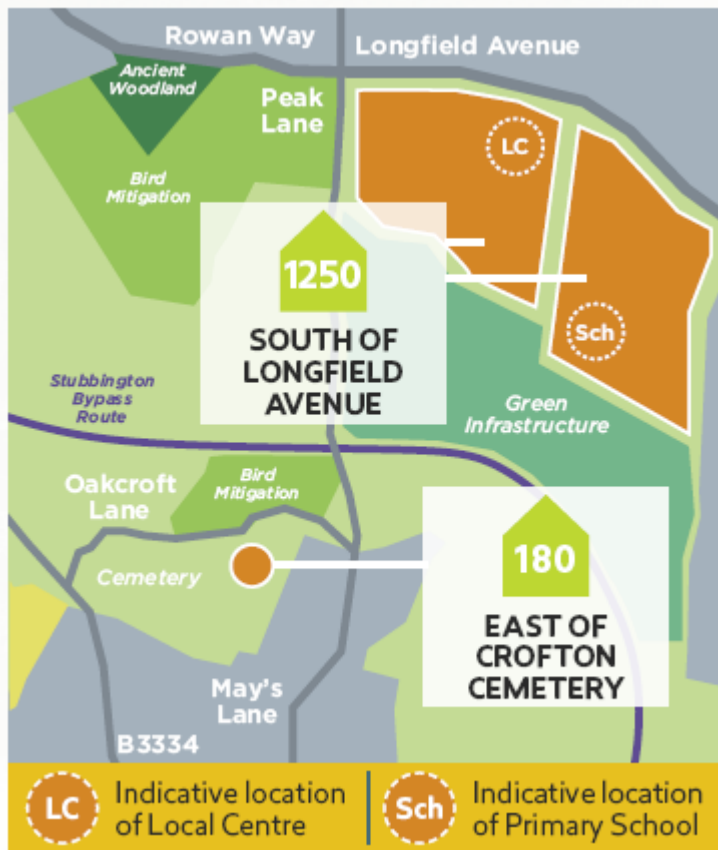 Rowan Way
Longfield Avenue
Ancient
Woodland
Peak
Lane
LC
Bird
Mitigation
1250
SOUTH OF
LONGFIELD
AVENUE
Sch
Stubbington
Bypass
Route
Green
Infrastructure
Oakcroft
Lane
Bird
Mitigation
Cemetery
180
EAST OF
CROFTON
CEMETERY
May's
Lane
B3334
LC
Indicative location
of Local Centre
Sch
Indicative location
of Primary School